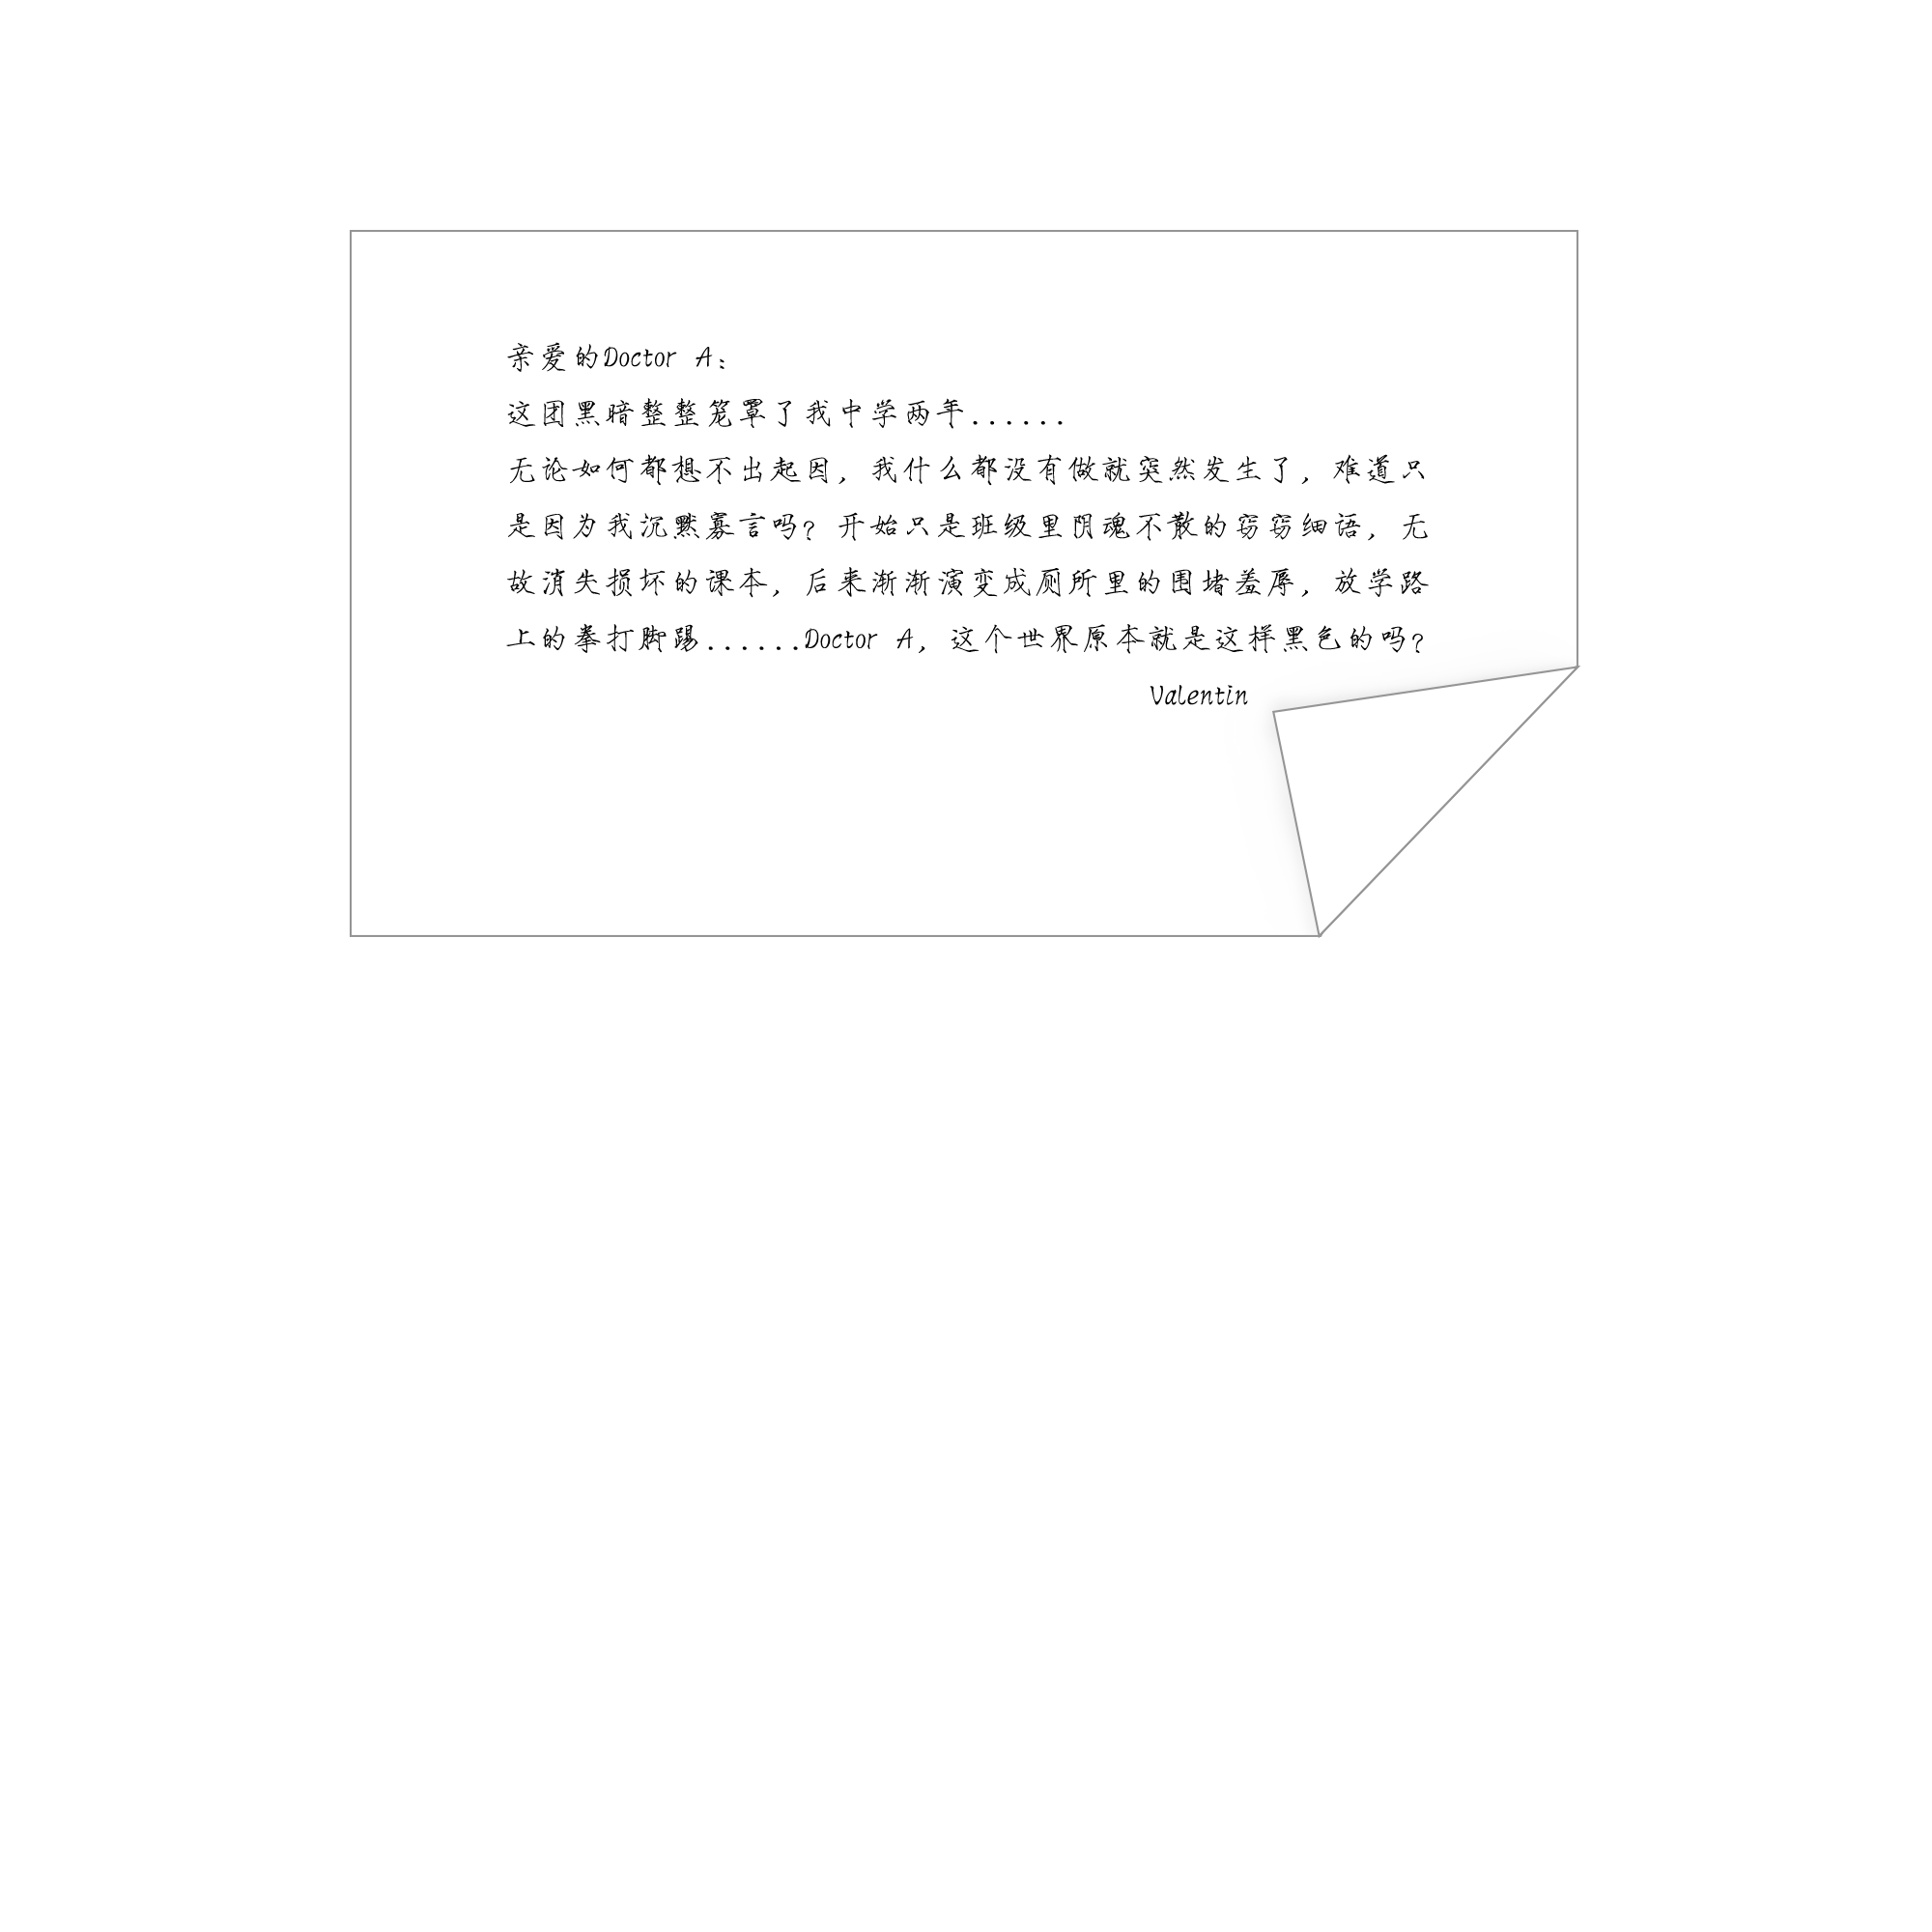 亲爱的Doctor A：
这团黑暗整整笼罩了我中学两年......
无论如何都想不出起因，我什么都没有做就突然发生了，难道只
是因为我沉默寡言吗？开始只是班级里阴魂不散的窃窃细语，无
故消失损坏的课本，后来渐渐演变成厕所里的围堵羞辱，放学路
上的拳打脚踢......Doctor A，这个世界原本就是这样黑色的吗？
Valentin